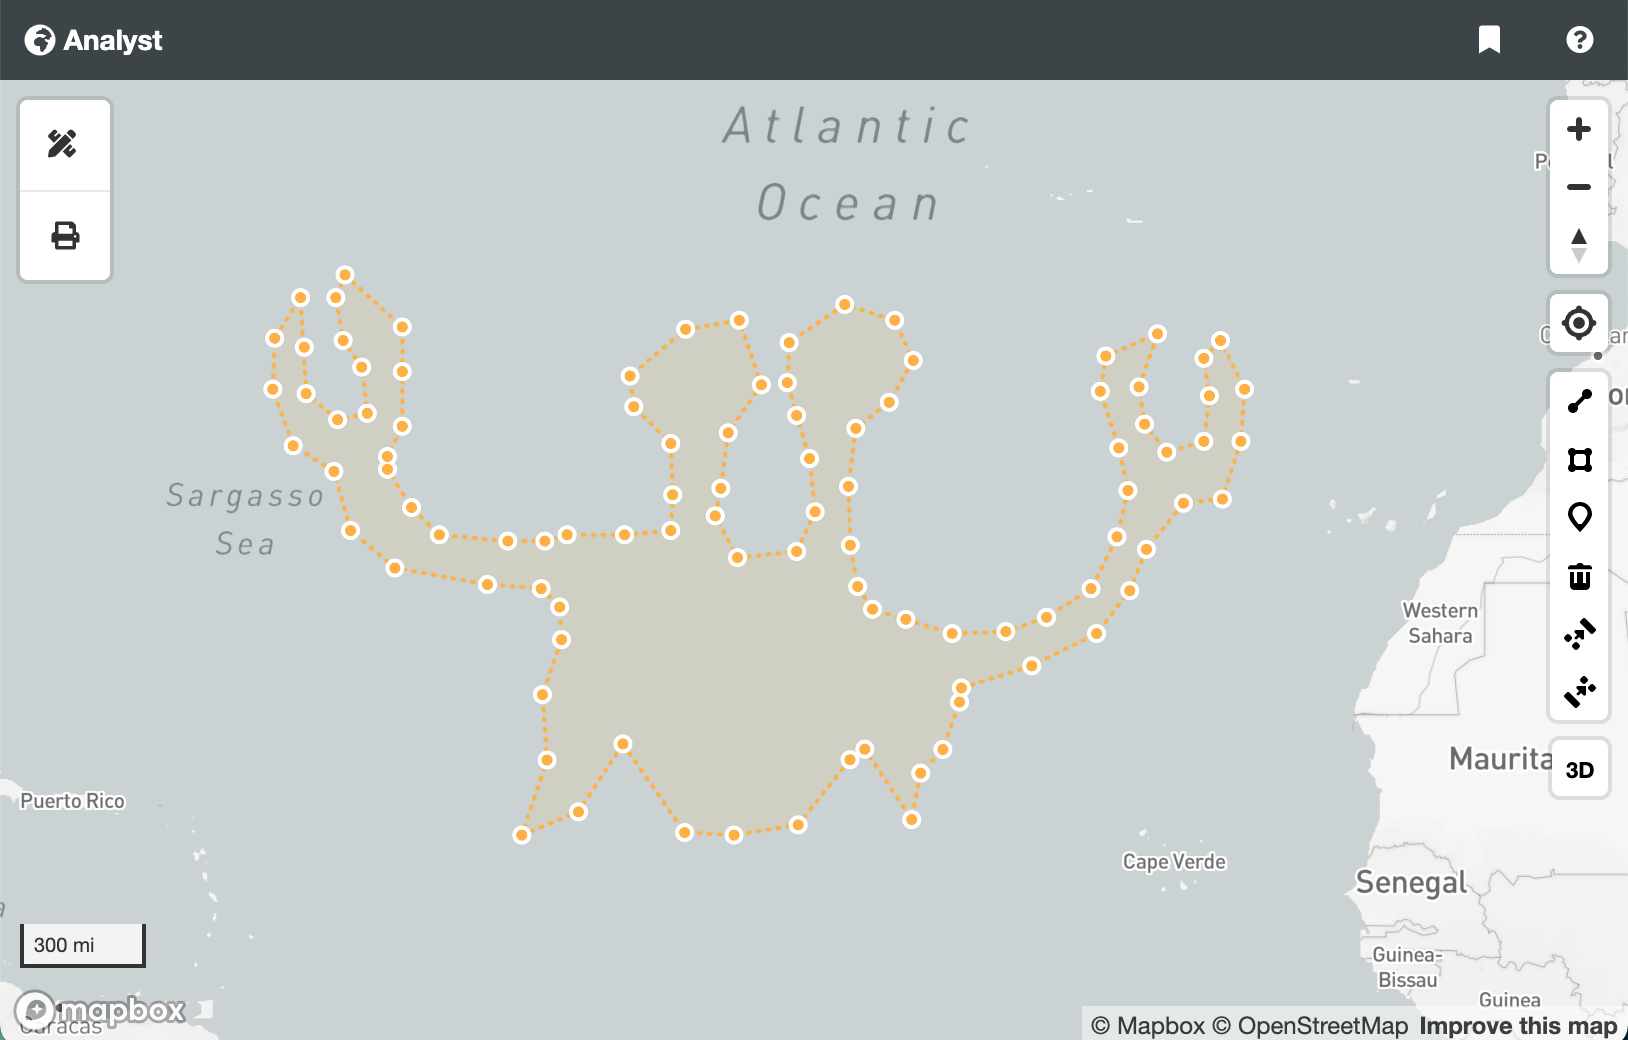 Analyst
Atlantic
Ocean
Sargasso
Sea
Western
Sahara
Maurita
Puerto Rico
3D
Cape Verde
Senegal
300 mi
Guinea-
Bissau
Guinea
mapbox
Caracas
© Mapbox © OpenStreetMap Improve this map